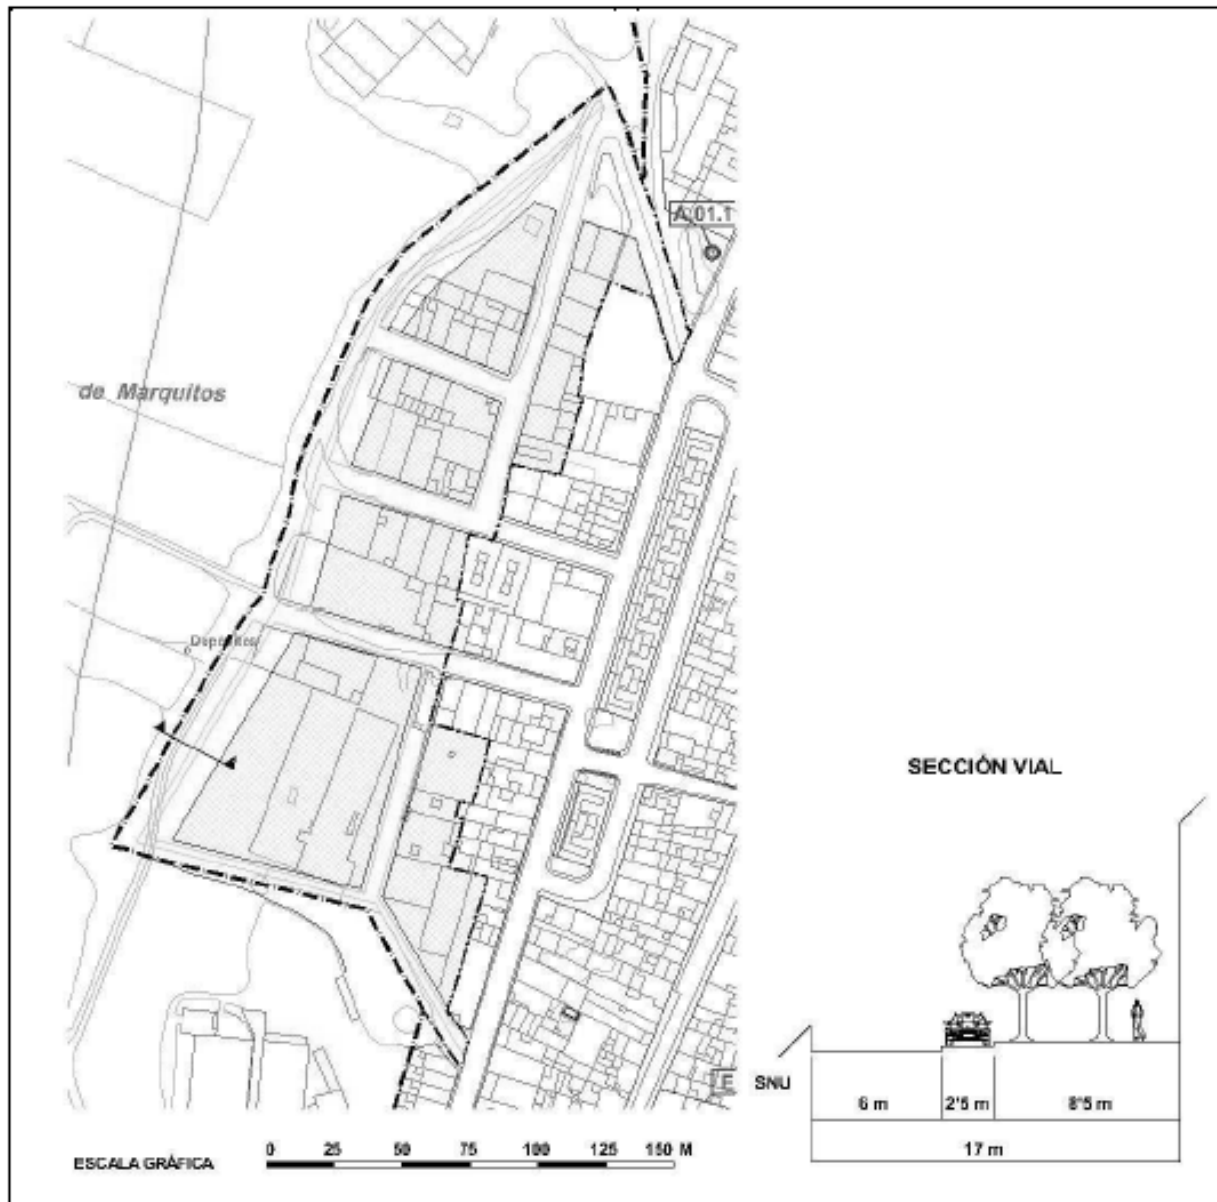 A.01.1
de Marquitos
Depósitos
SECCIÓN VIAL
E
SNU
6 m 2'5 m 8'5 m
17 m
ESCALA GRÁFICA 0 25 50 75 100 125 150 M